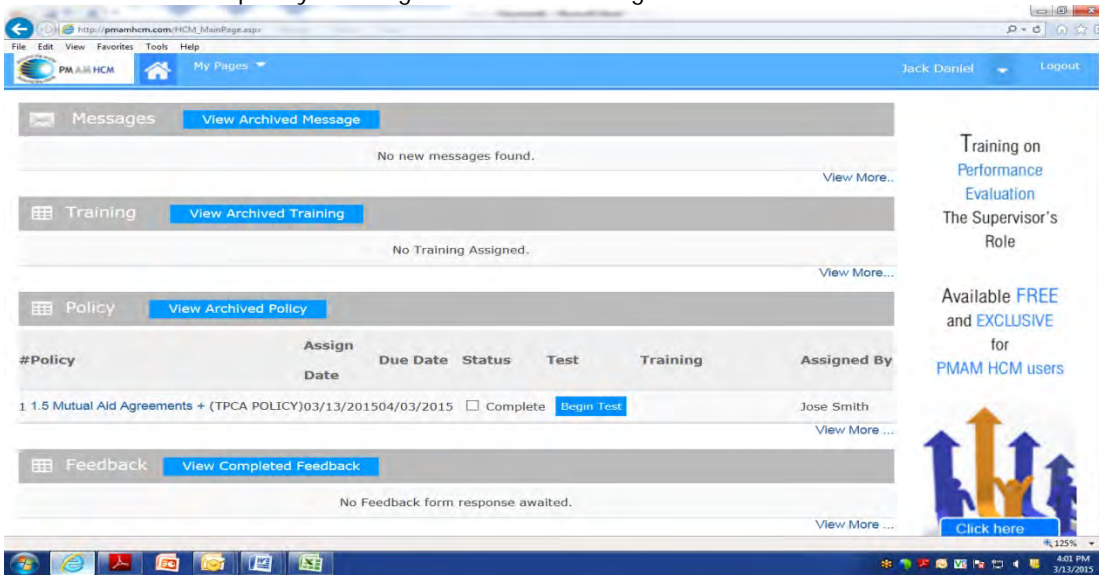 http://pmamhcm.com/HCM_MainPage.aspx
File Edit View Favorites Tools Help
PMAM HCM My Pages Jack Daniel Logout
Messages View Archived Message
No new messages found.
View More..
Training View Archived Training
No Training Assigned.
View More...
Policy View Archived Policy
#Policy Assign Date Due Date Status Test Training Assigned By
1 1.5 Mutual Aid Agreements + (TPCA POLICY)03/13/201504/03/2015 Complete Begin Test Jose Smith
View More ...
Feedback View Completed Feedback
No Feedback form response awaited.
View More ...
Training on
Performance
Evaluation
The Supervisor's
Role
Available FREE
and EXCLUSIVE
for
PMAM HCM users
Click here
125%
4:01 PM
3/13/2015